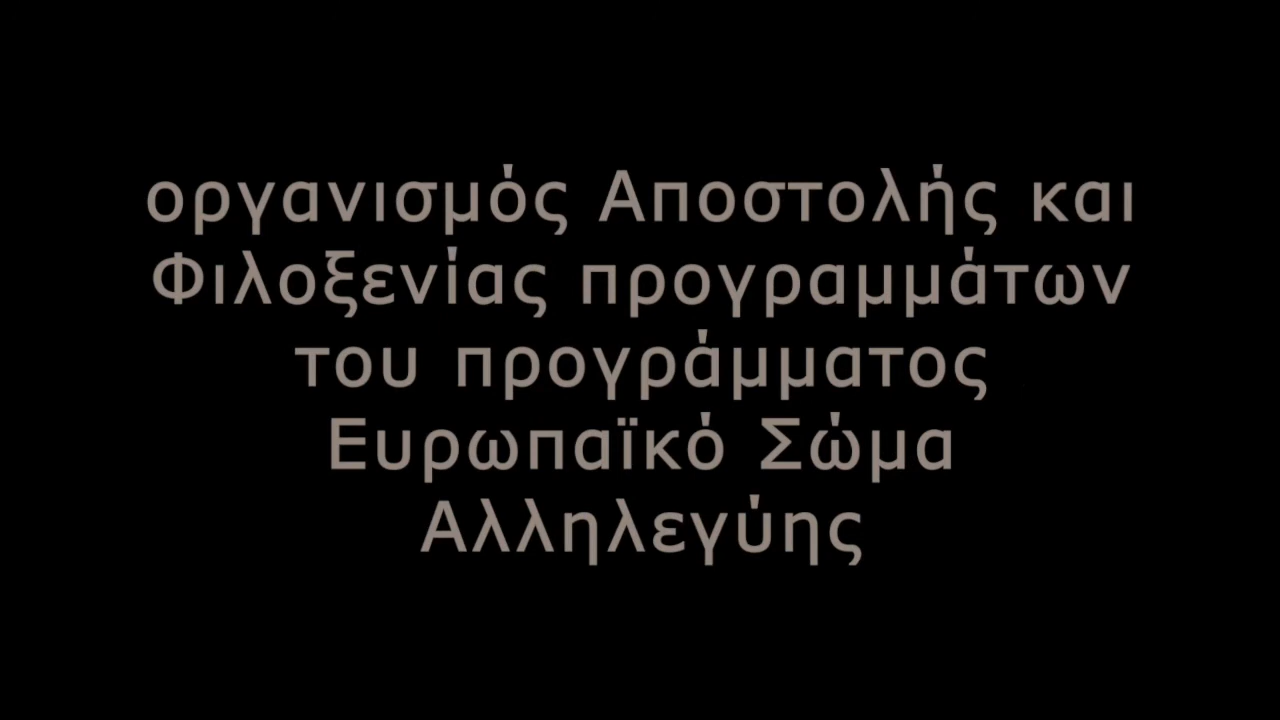 οργανισμός Αποστολής και
Φιλοξενίας προγραμμάτων
του προγράμματος
Ευρωπαϊκό Σώμα
Αλληλεγύης